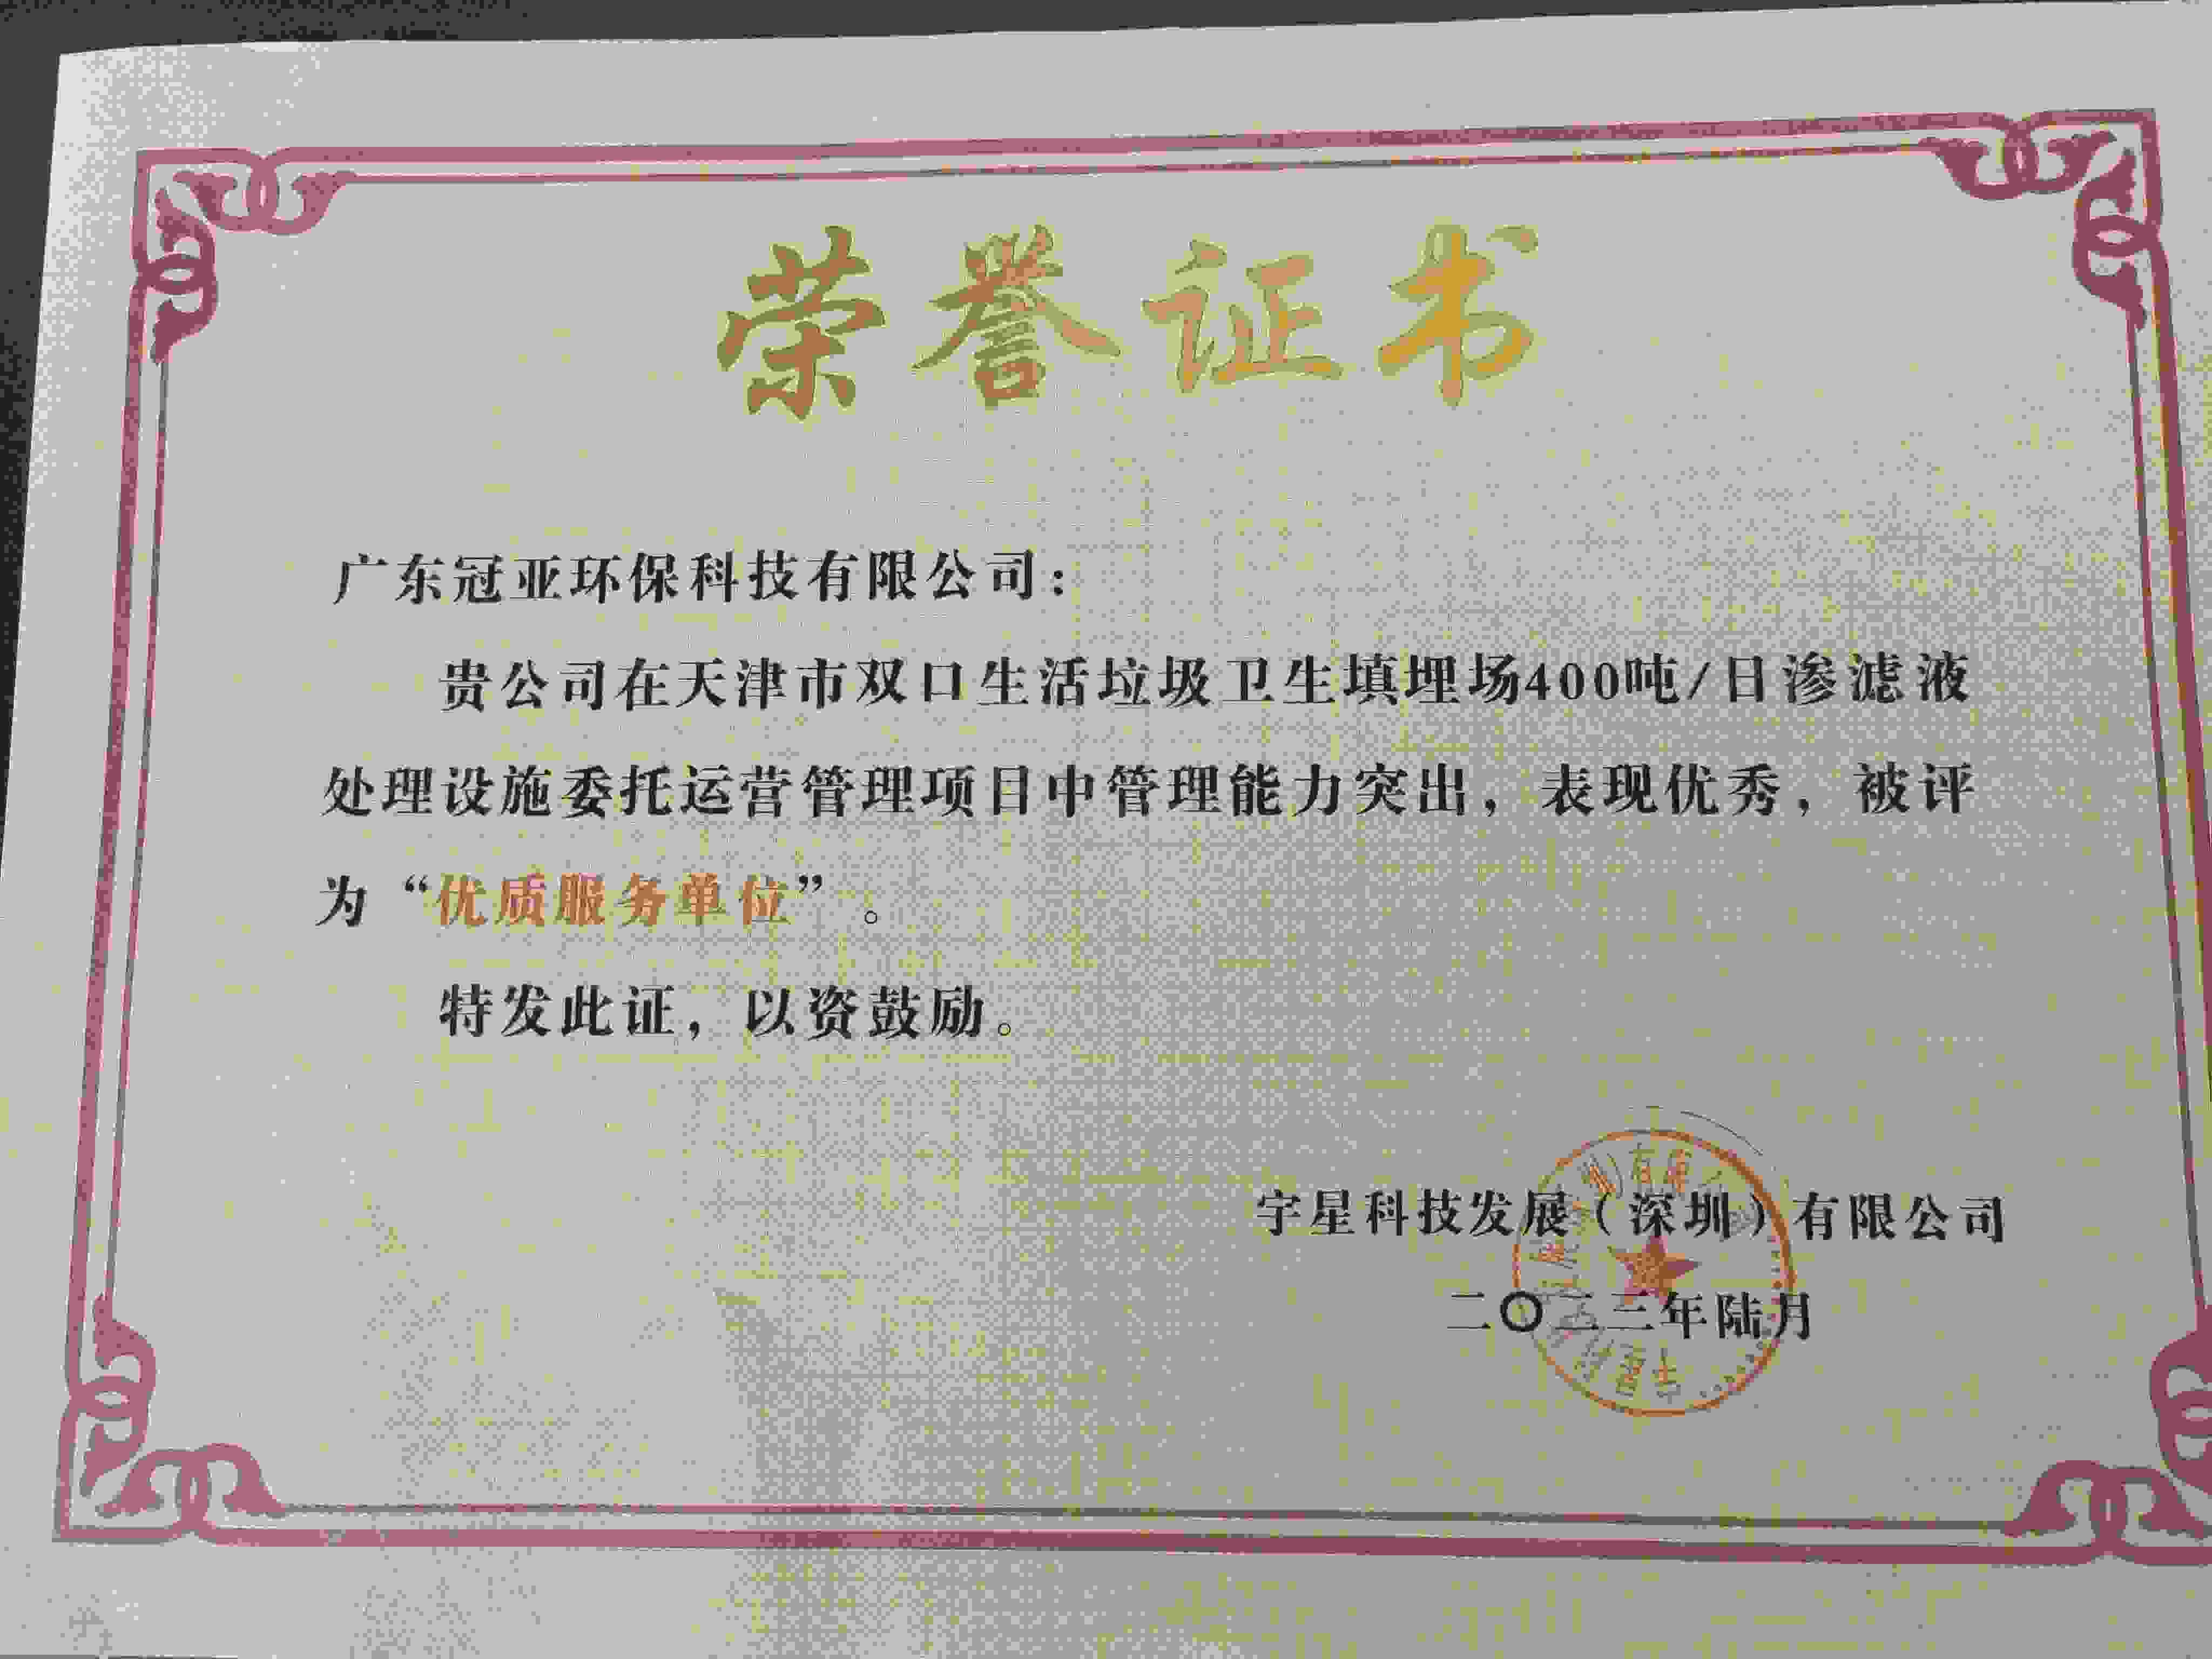 荣誉证书
广东冠亚环保科技有限公司：
贵公司在天津市双口生活垃圾卫生填埋场400吨/日渗滤液
处理设施委托运营管理项目中管理能力突出，表现优秀，被评
为“优质服务单位”。
特发此证，以资鼓励。
宇星科技发展（深圳）有限公司
二〇二三年陆月